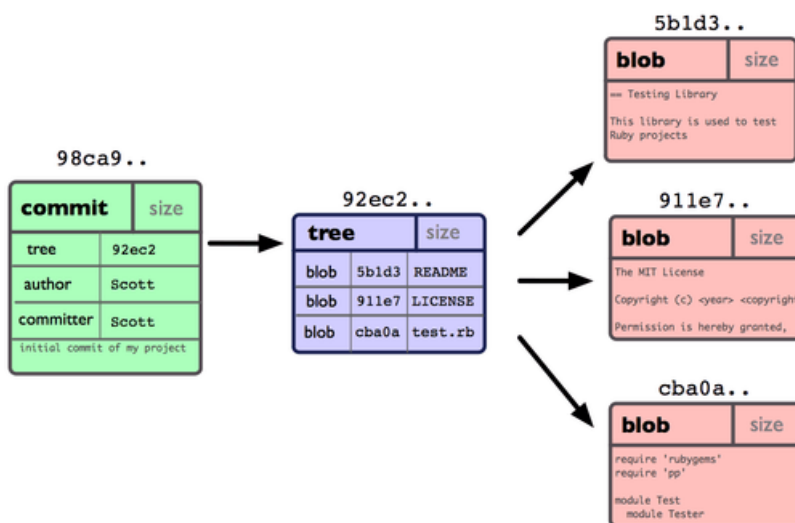 98ca9..
commit size
tree 92ec2
author Scott
committer Scott
initial commit of my project
92ec2..
tree size
blob 5b1d3 README
blob 911e7 LICENSE
blob cba0a test.rb
5b1d3..
blob size
== Testing Library
This library is used to test
Ruby projects
911e7..
blob size
The MIT License
Copyright (c) <year> <copyright
Permission is hereby granted,
cba0a..
blob size
require 'rubygems'
require 'pp'
module Test
module Tester